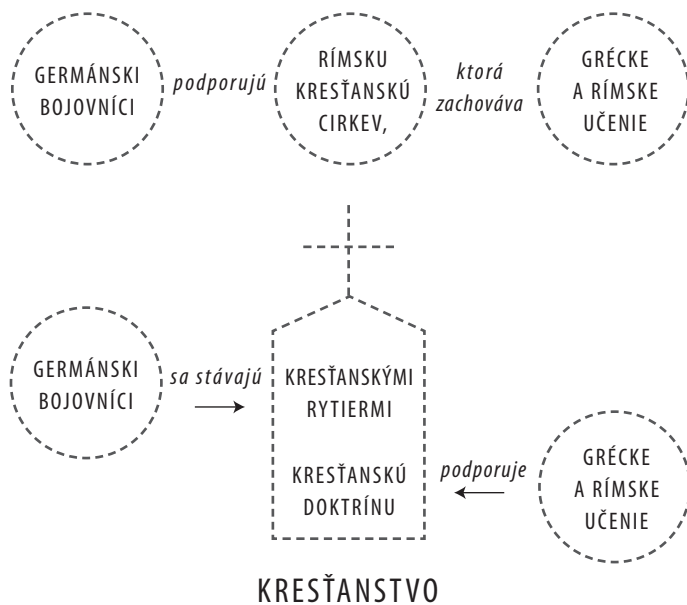 GERMÁNSKI
BOJOVNÍCI
podporujú
RÍMSKU
KRESŤANSKÚ
CIRKEV,
ktorá
zachováva
GRÉCKE
A RÍMSKE
UČENIE
GERMÁNSKI
BOJOVNÍCI
sa stávajú
KRESŤANSKÝMI
RYTIERMI
KRESŤANSKÚ
DOKTRÍNU
podporuje
GRÉCKE
A RÍMSKE
UČENIE
KRESŤANSTVO